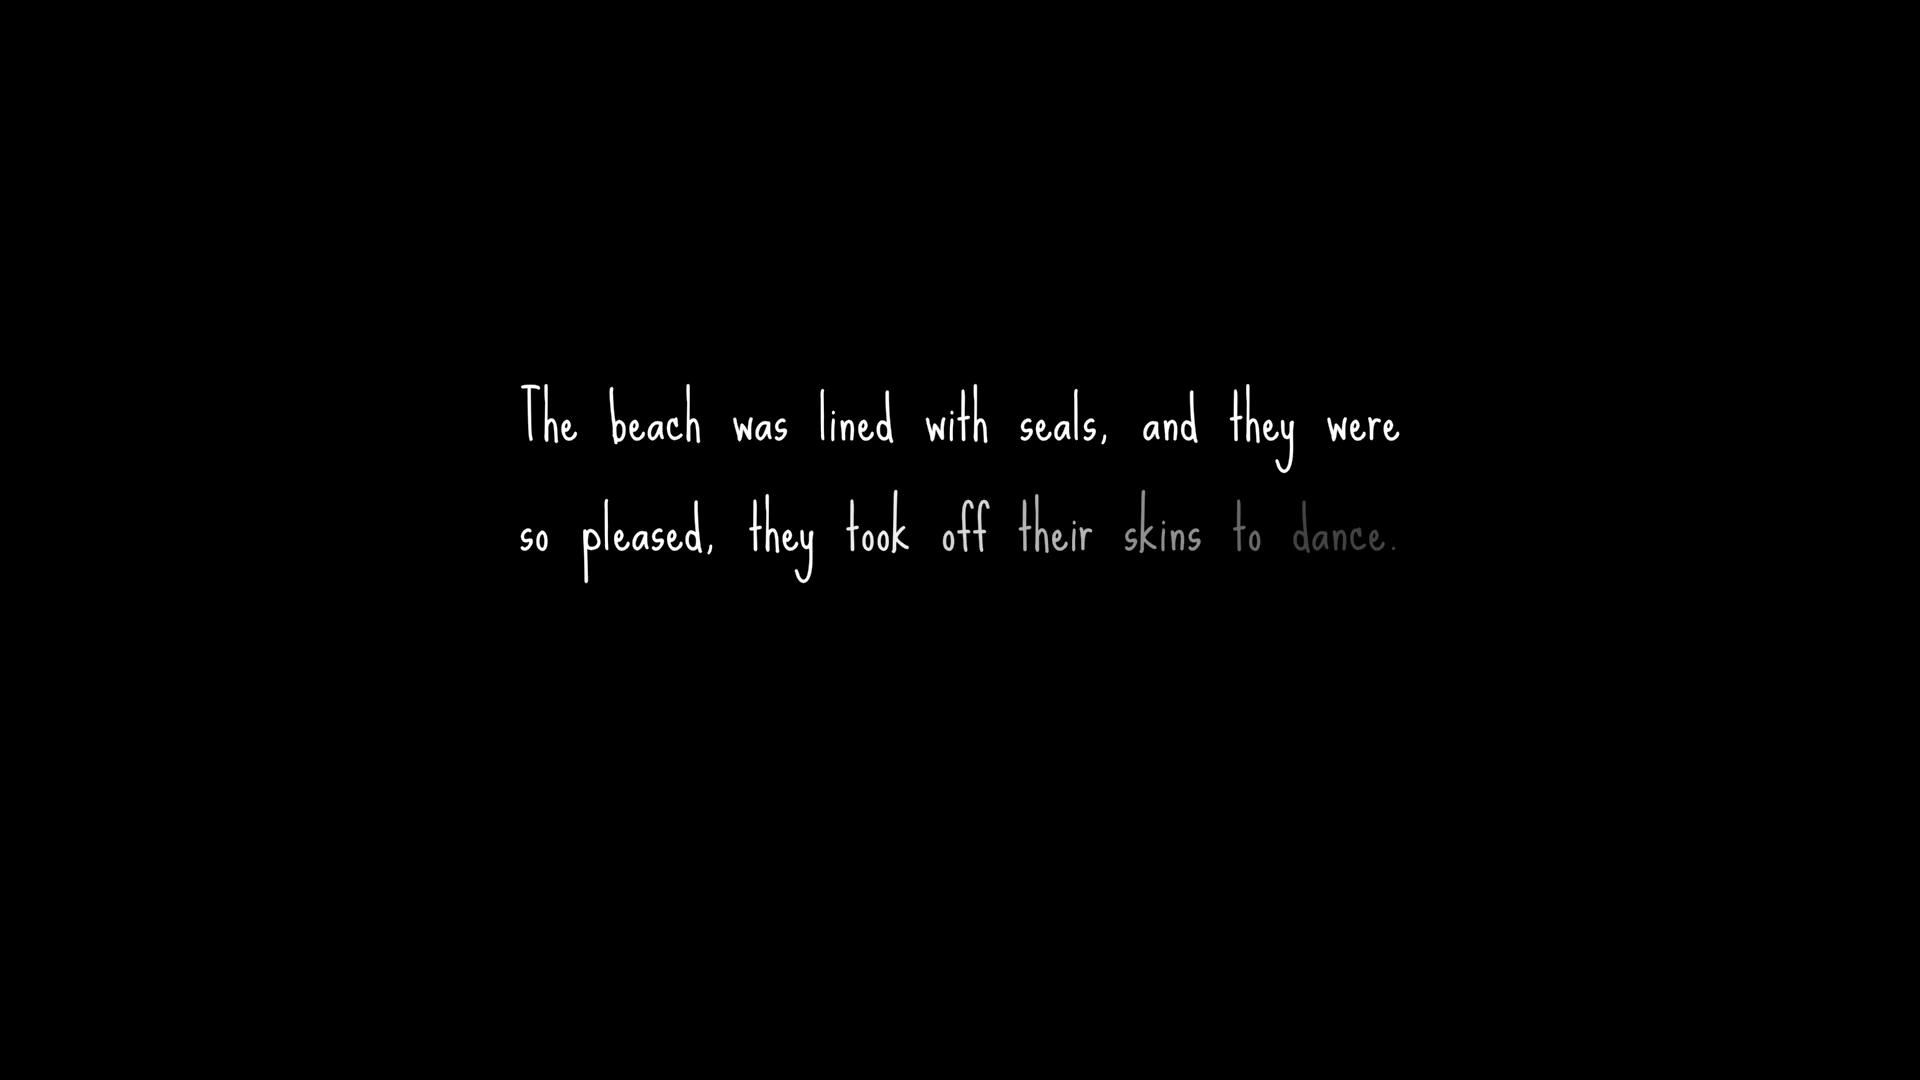 The beach was lined with seals, and they were
so pleased, they took off their skins to dance.